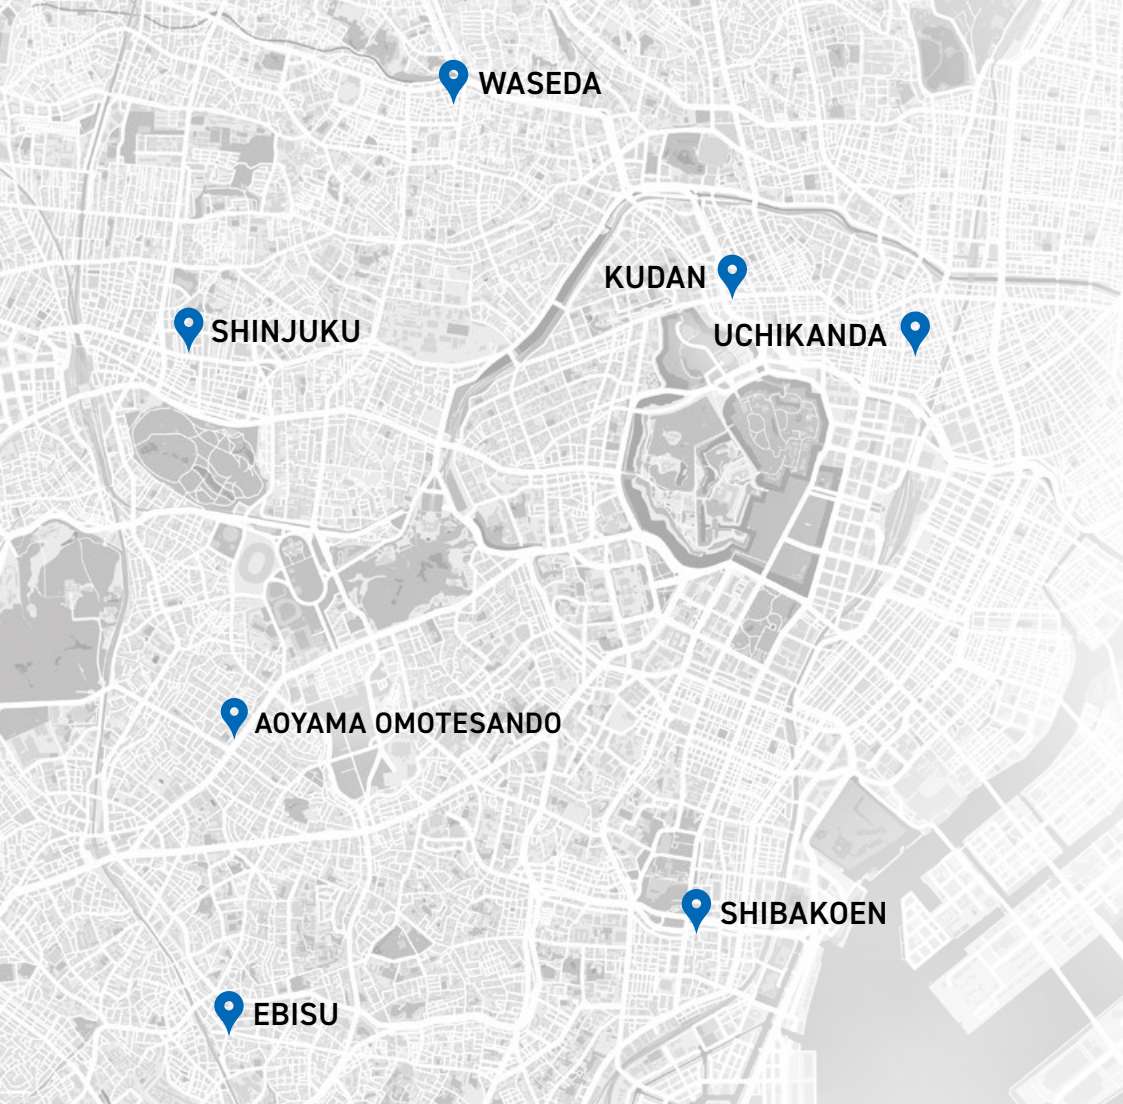 WASEDA
KUDAN
UCHIKANDA
SHINJUKU
AOYAMA OMOTESANDO
SHIBAKOEN
EBISU